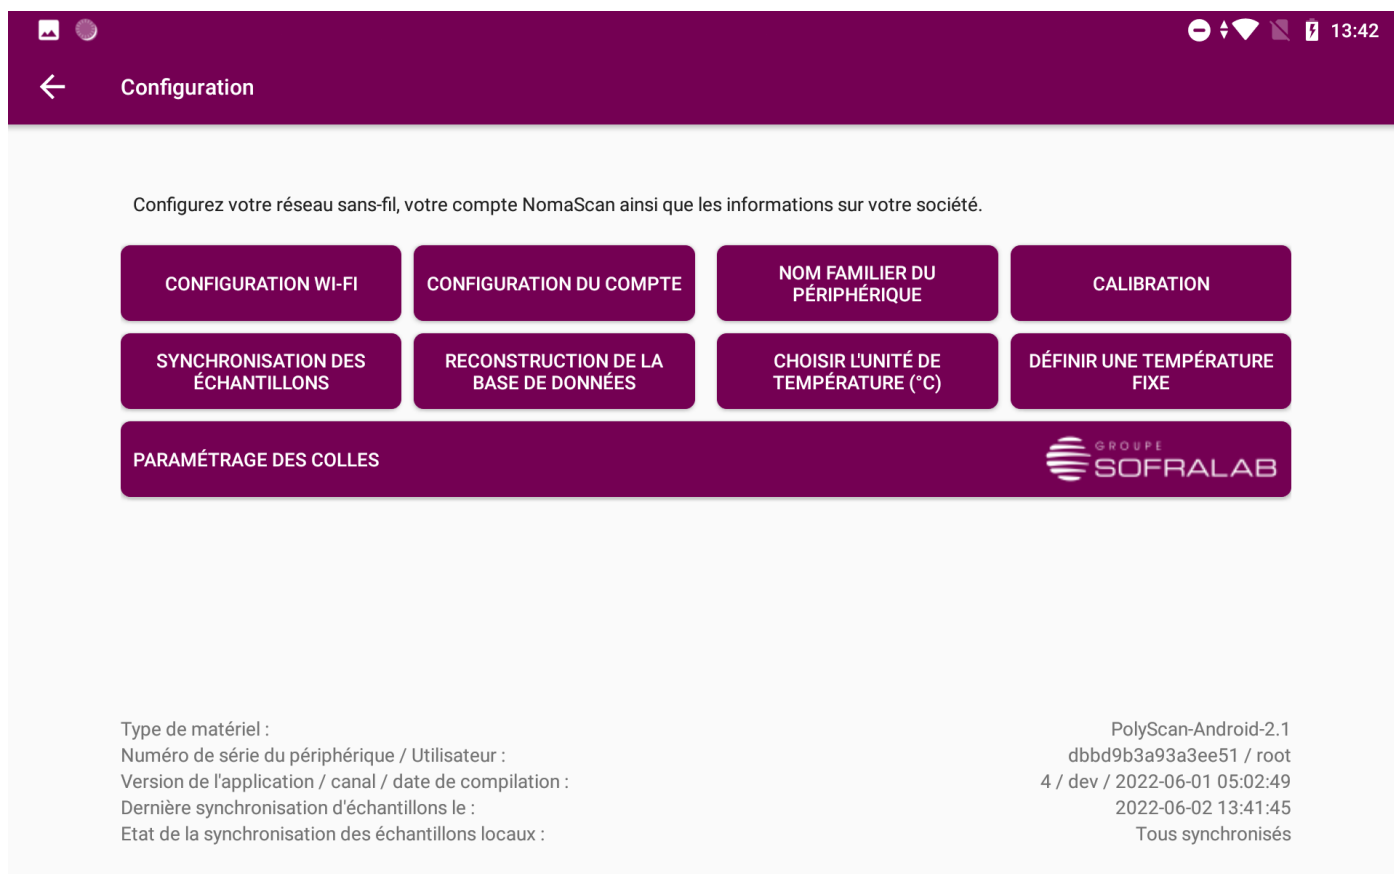 13:42
Configuration
Configurez votre réseau sans-fil, votre compte NomaScan ainsi que les informations sur votre société.
CONFIGURATION WI-FI
CONFIGURATION DU COMPTE
NOM FAMILIER DU
PÉRIPHÉRIQUE
CALIBRATION
SYNCHRONISATION DES
ÉCHANTILLONS
RECONSTRUCTION DE LA
BASE DE DONNÉES
CHOISIR L'UNITÉ DE
TEMPÉRATURE (°C)
DÉFINIR UNE TEMPÉRATURE
FIXE
PARAMÉTRAGE DES COLLES
GROUPE
SOFRALAB
Type de matériel : PolyScan-Android-2.1
Numéro de série du périphérique / Utilisateur : dbbd9b3a93a3ee51 / root
Version de l'application / canal / date de compilation : 4 / dev / 2022-06-01 05:02:49
Dernière synchronisation d'échantillons le : 2022-06-02 13:41:45
Etat de la synchronisation des échantillons locaux : Tous synchronisés